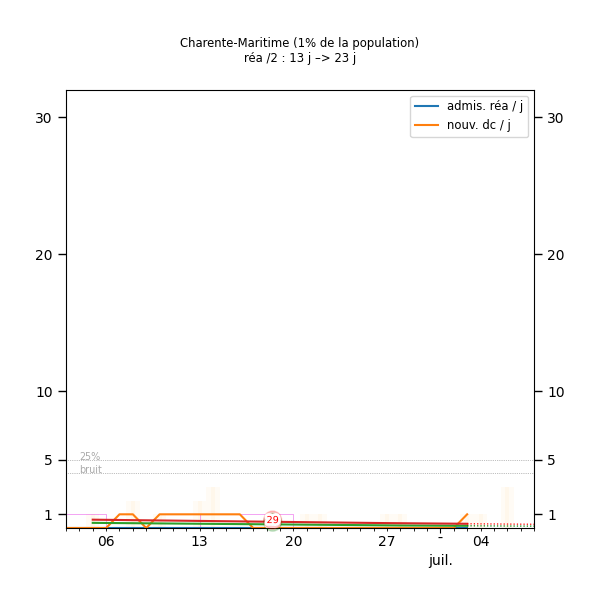 Charente-Maritime (1% de la population)
réa /2 : 13 j –> 23 j
admis. réa / j
nouv. dc / j
30 30
20 20
10 10
5 5
25%
bruit
1 1
29
06 13 20 27 - 04
juil.